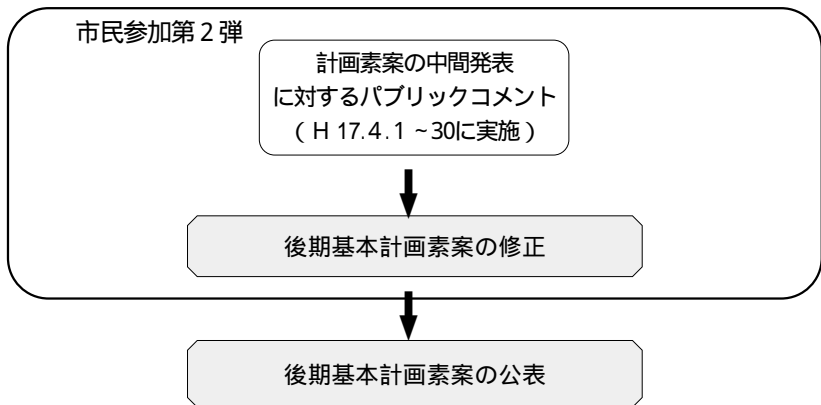 市民参加第２弾
計画素案の中間発表
に対するパブリックコメント
（Ｈ17.4.1～30に実施）
後期基本計画素案の修正
後期基本計画素案の公表